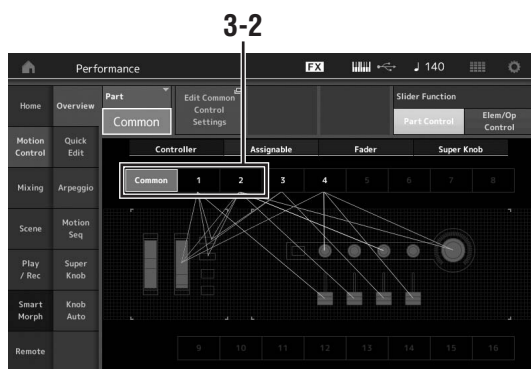 3-2
Performance FX 140
Home Overview Part Edit Common Control Settings Slider Function
Common Part Control Elem/Op Control
Motion Control Quick Edit Controller Assignable Fader Super Knob
Common 1 2 3 4 5 6 7 8
Mixing Arpeggio
Scene Motion Seq
Play / Rec Super Knob
Smart Morph Knob Auto
Remote 9 10 11 12 13 14 15 16